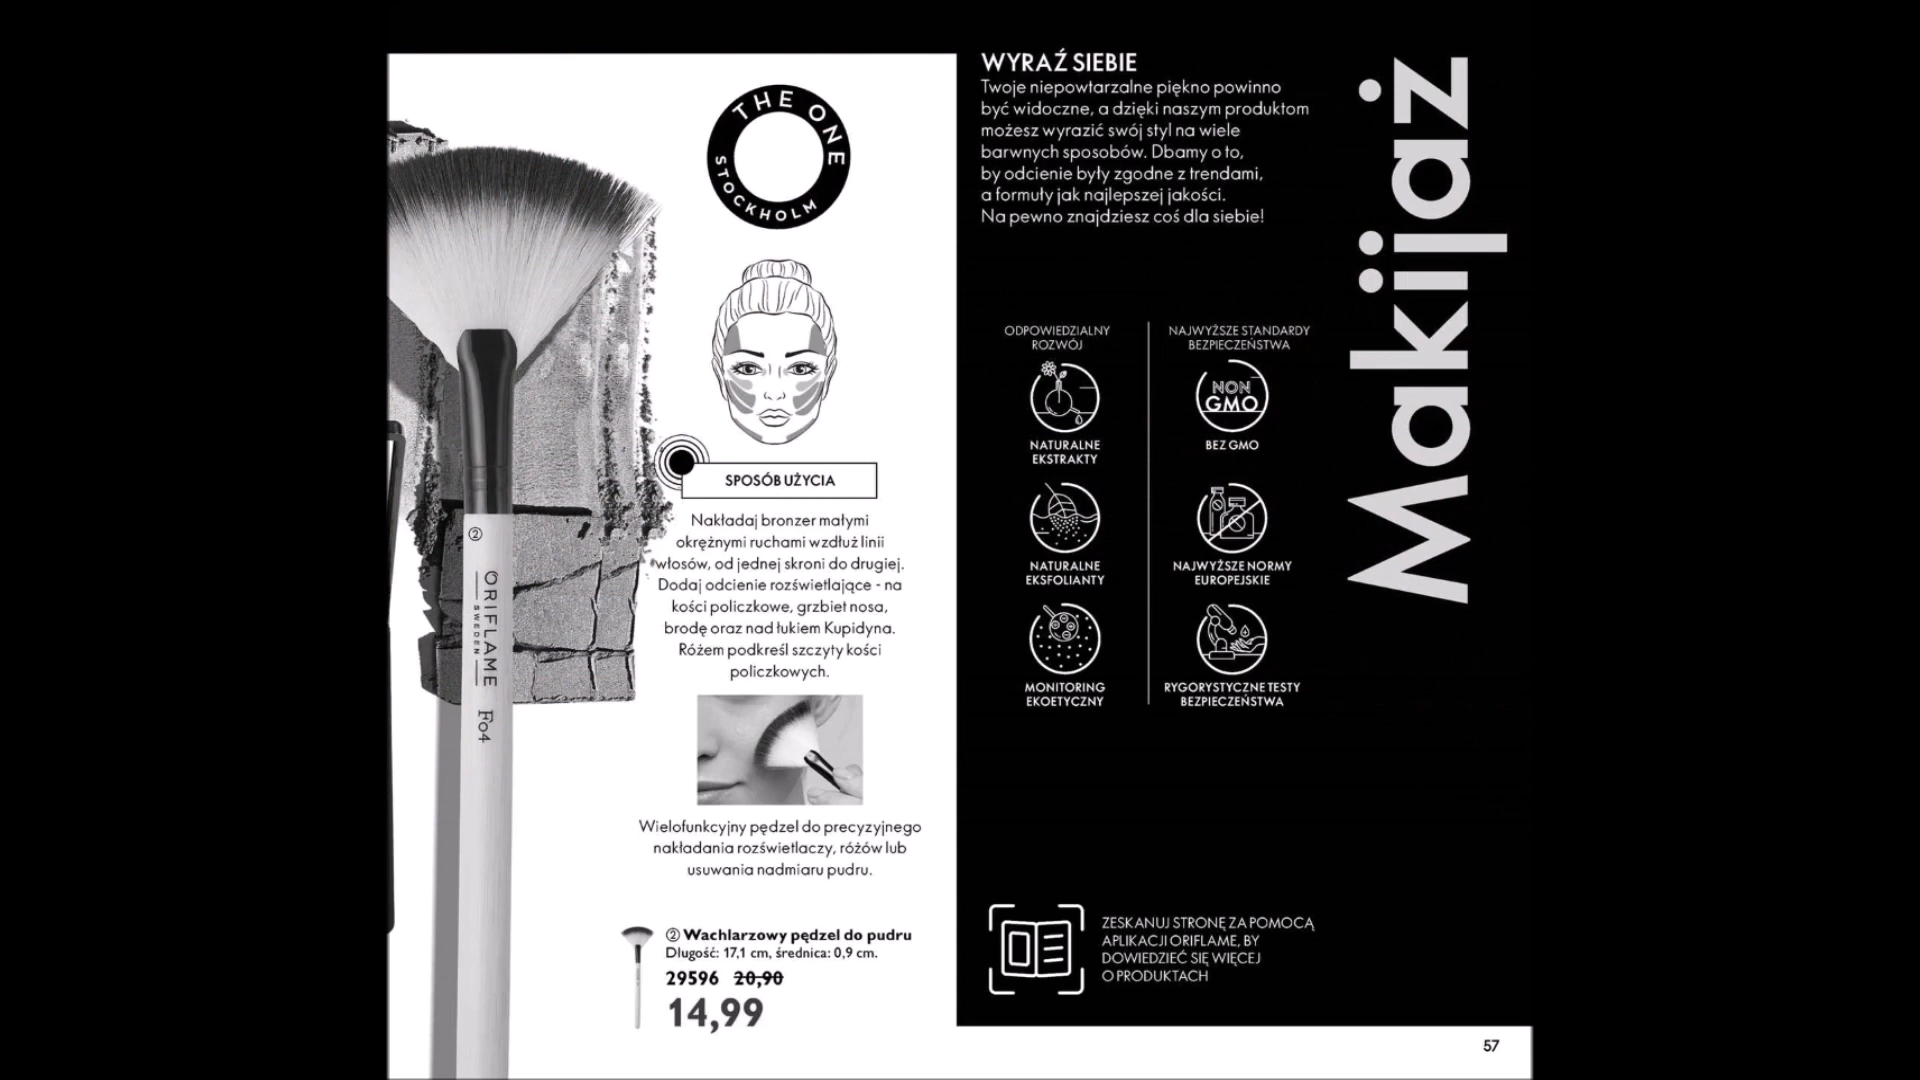 THE ONE
STOCKHOLM
SPOSÓB UŻYCIA
Nakładaj bronzer małymi
okrężnymi ruchami wzdłuż linii
włosów, od jednej skroni do drugiej.
Dodaj odcienie rozświetlające - na
kości policzkowe, grzbiet nosa,
brodę oraz nad łukiem Kupidyna.
Różem podkreśl szczyty kości
policzkowych.
②
ORIFLAME
SWEDEN
F04
Wielofunkcyjny pędzel do precyzyjnego
nakładania rozświetlaczy, różów lub
usuwania nadmiaru pudru.
② Wachlarzowy pędzel do pudru
Długość: 17,1 cm, średnica: 0,9 cm.
29596 20,90
14,99
WYRAŹ SIEBIE
Twoje niepowtarzalne piękno powinno
być widoczne, a dzięki naszym produktom
możesz wyrazić swój styl na wiele
barwnych sposobów. Dbamy o to,
by odcienie były zgodne z trendami,
a formuły jak najlepszej jakości.
Na pewno znajdziesz coś dla siebie!
Makijaż
ODPOWIEDZIALNY
ROZWÓJ
NATURALNE
EKSTRAKTY
NATURALNE
EKSFOLIANTY
MONITORING
EKOETYCZNY
NAJWYŻSZE STANDARDY
BEZPIECZEŃSTWA
NON
GMO
BEZ GMO
NAJWYŻSZE NORMY
EUROPEJSKIE
RYGORYSTYCZNE TESTY
BEZPIECZEŃSTWA
ZESKANUJ STRONĘ ZA POMOCĄ
APLIKACJI ORIFLAME, BY
DOWIEDZIEĆ SIĘ WIĘCEJ
O PRODUKTACH
57